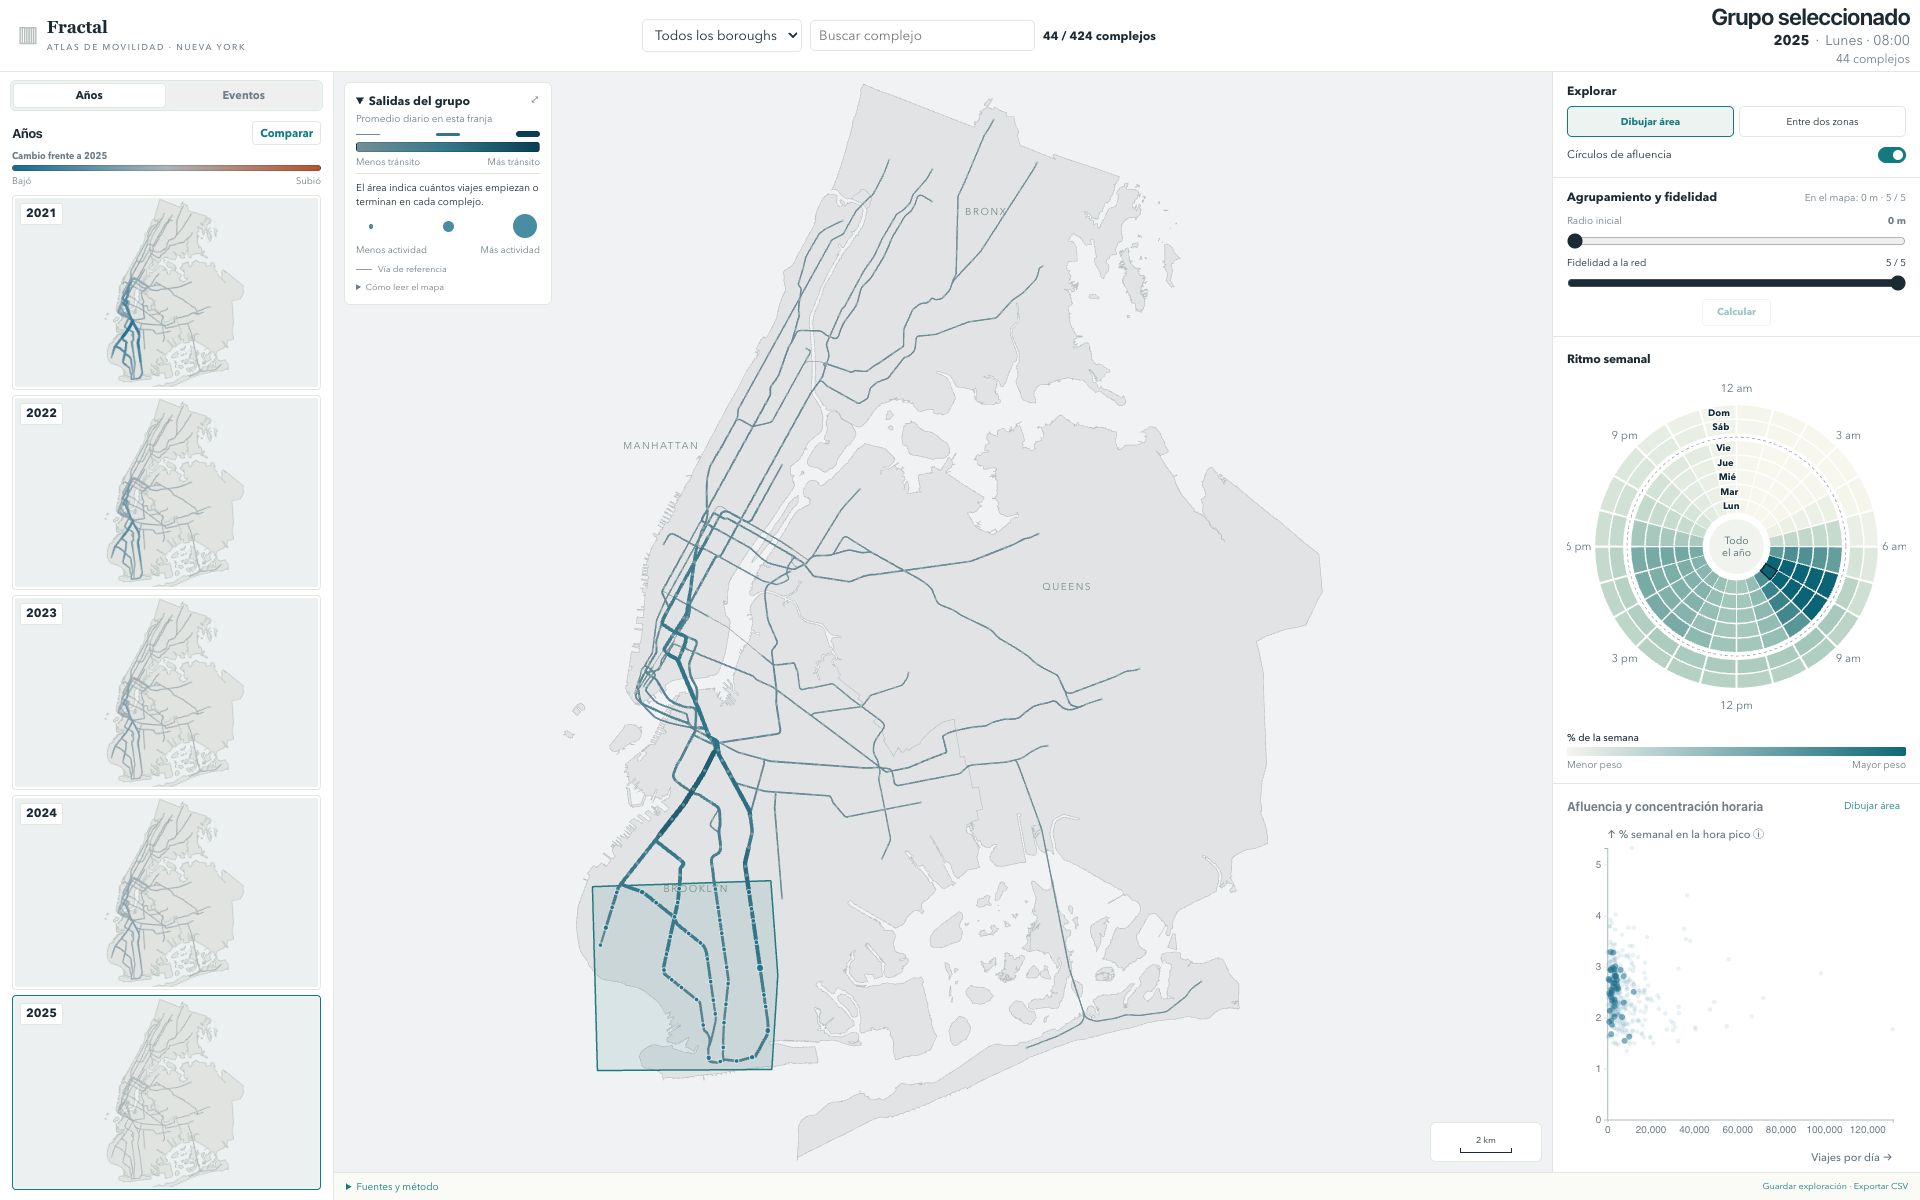 Fractal
ATLAS DE MOVILIDAD · NUEVA YORK
Todos los boroughs
Buscar complejo
44 / 424 complejos
Grupo seleccionado
2025 · Lunes · 08:00
44 complejos
Años
Eventos
Años
Comparar
Cambio frente a 2025
Bajó
Subió
2021
2022
2023
2024
2025
▼ Salidas del grupo
Promedio diario en esta franja
Menos tránsito
Más tránsito
El área indica cuántos viajes empiezan o
terminan en cada complejo.
Menos actividad
Más actividad
Vía de referencia
▶ Cómo leer el mapa
BRONX
MANHATTAN
QUEENS
BROOKLYN
2 km
▶ Fuentes y método
Explorar
Dibujar área
Entre dos zonas
Círculos de afluencia
Agrupamiento y fidelidad
En el mapa: 0 m · 5 / 5
Radio inicial
0 m
Fidelidad a la red
5 / 5
Calcular
Ritmo semanal
12 am
Dom
Sáb
9 pm
3 am
Vie
Jue
Mié
Mar
Lun
Todo
el año
6 pm
6 am
3 pm
9 am
12 pm
% de la semana
Menor peso
Mayor peso
Afluencia y concentración horaria
Dibujar área
↑ % semanal en la hora pico ⓘ
5
4
3
2
1
0
0
20,000
40,000
60,000
80,000
100,000
120,000
Viajes por día →
Guardar exploración · Exportar CSV